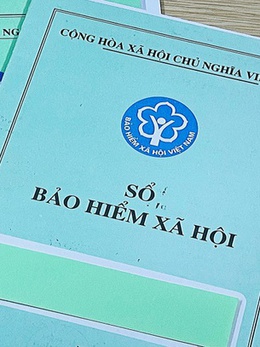 CỘNG HÒA XÃ HỘI CHỦ NGHĨA VI
BẢO HIỂM XÃ HỘI VIỆT NAM
SỔ
BẢO HIỂM XÃ HỘI